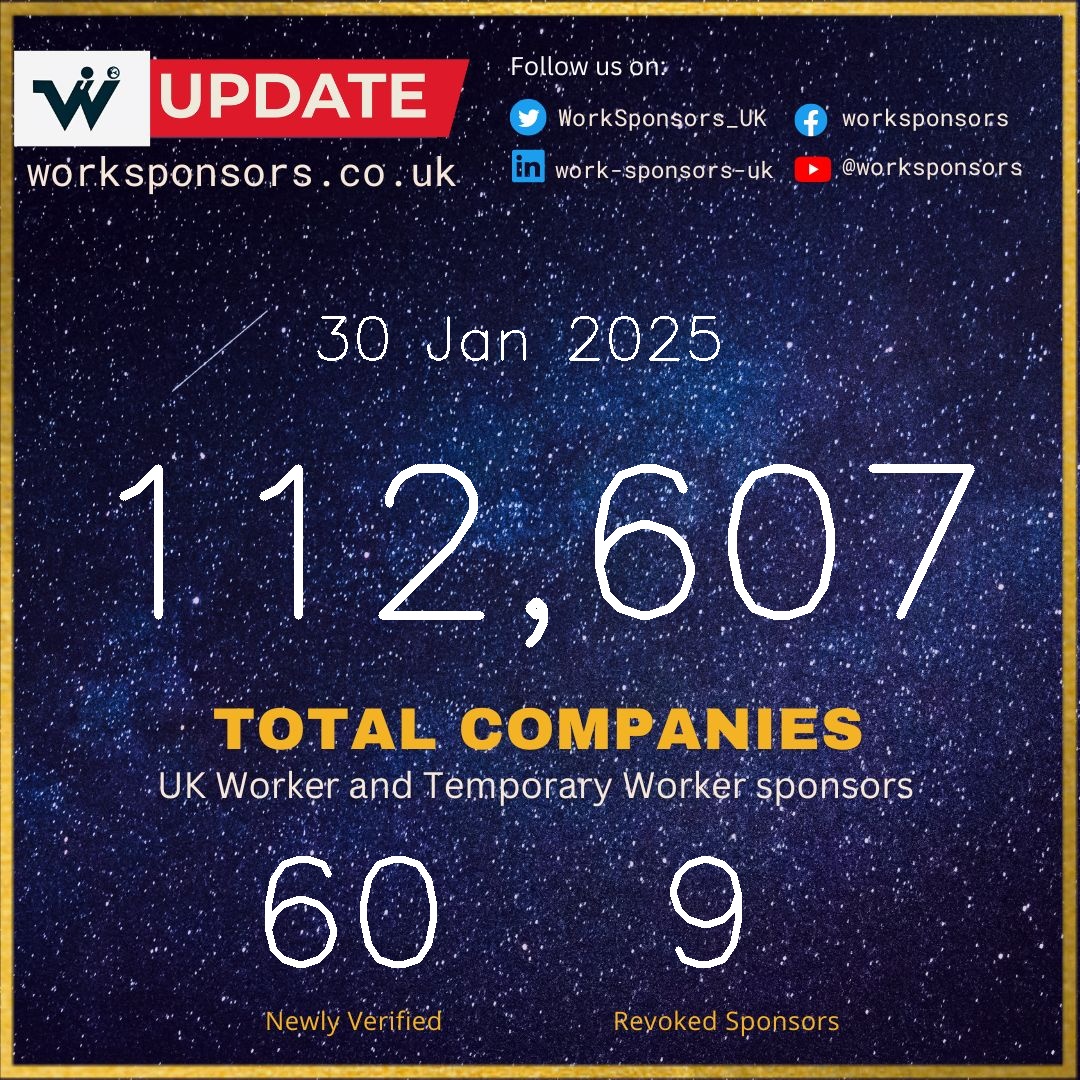 UPDATE
worksponsors.co.uk
Follow us on:
WorkSponsors_UK
worksponsors
work-sponsors-uk
@worksponsors
30 Jan 2025
112,607
TOTAL COMPANIES
UK Worker and Temporary Worker sponsors
60
9
Newly Verified
Revoked Sponsors